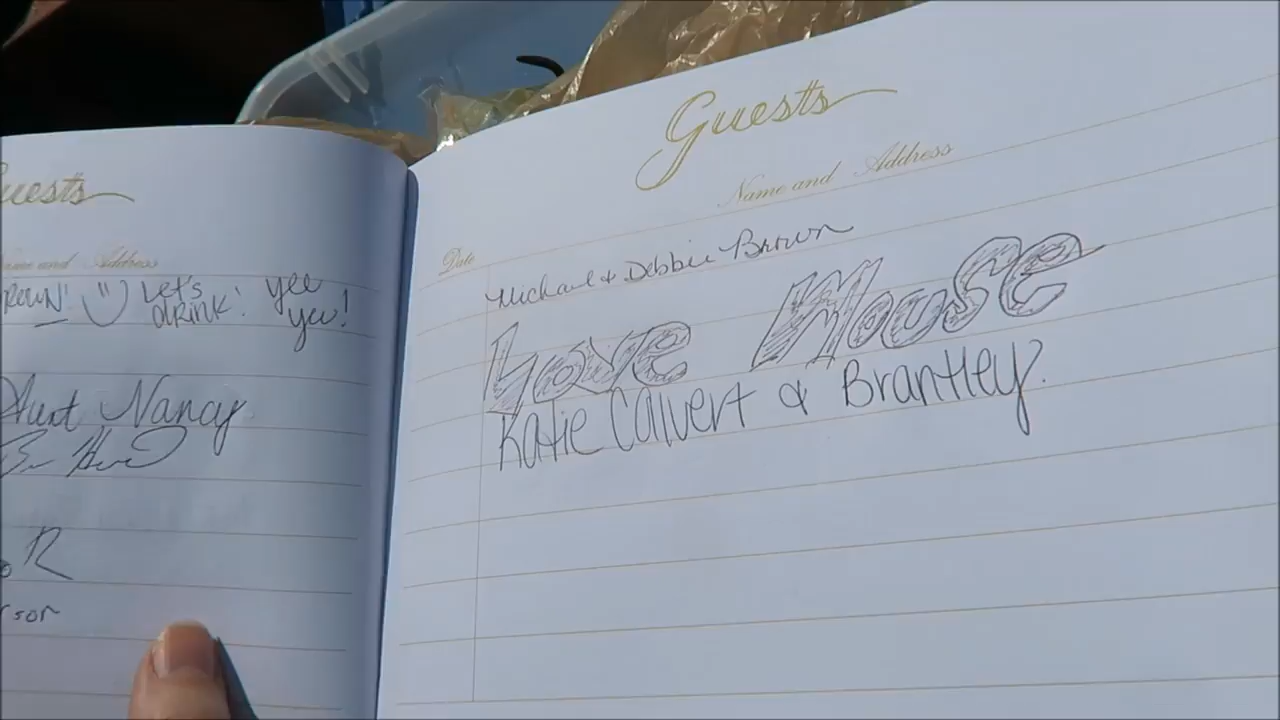 Guests
Name and Address
Let's yee
drink! yew!
Aunt Nancy
R
Guests
Name and Address
Date
Michael & Debbie Brown
Love Mouse
Katie Calvert & Brantley.